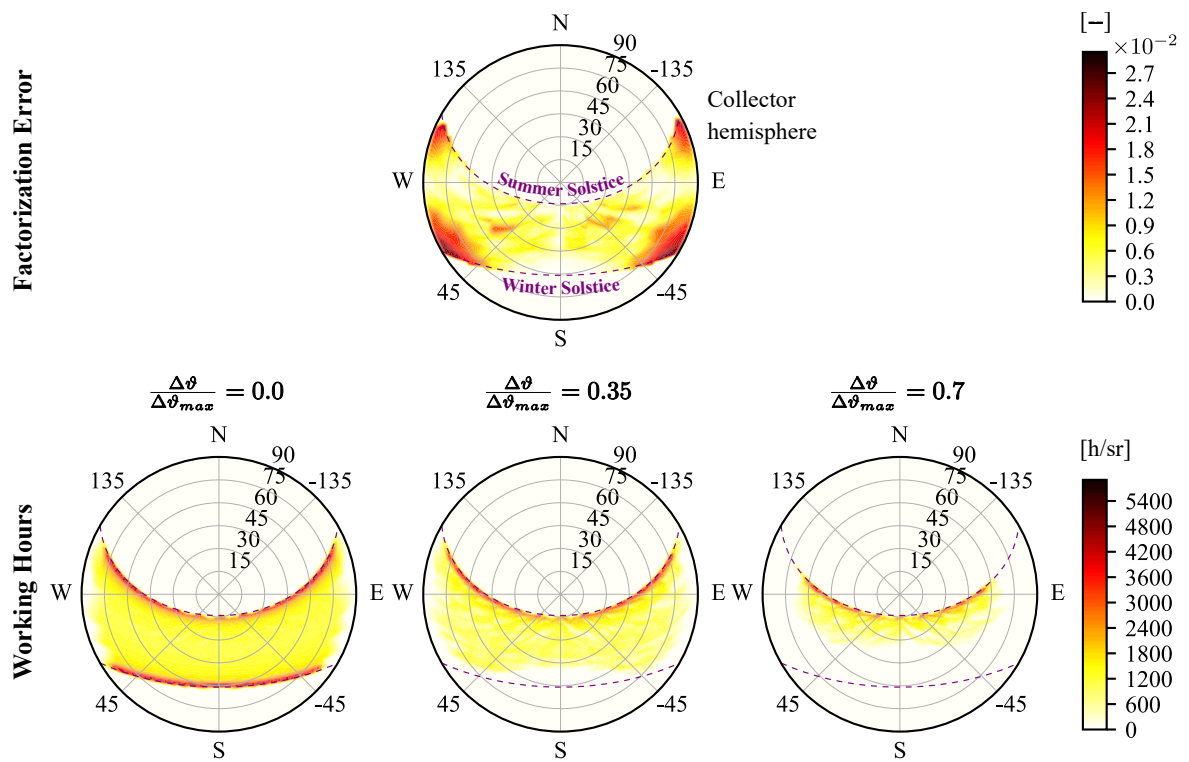 Factorization Error
N
90
75
60
45
30
15
135
-135
W
E
Summer Solstice
Winter Solstice
45
-45
S
Collector
hemisphere
[−]
×10⁻²
2.7
2.4
2.1
1.8
1.5
1.2
0.9
0.6
0.3
0.0
Working Hours
Δϑ/Δϑmax = 0.0
N
90
75
60
45
30
15
135
-135
W
E
45
-45
S
Δϑ/Δϑmax = 0.35
N
90
75
60
45
30
15
135
-135
W
E
45
-45
S
Δϑ/Δϑmax = 0.7
N
90
75
60
45
30
15
135
-135
W
E
45
-45
S
[h/sr]
5400
4800
4200
3600
3000
2400
1800
1200
600
0